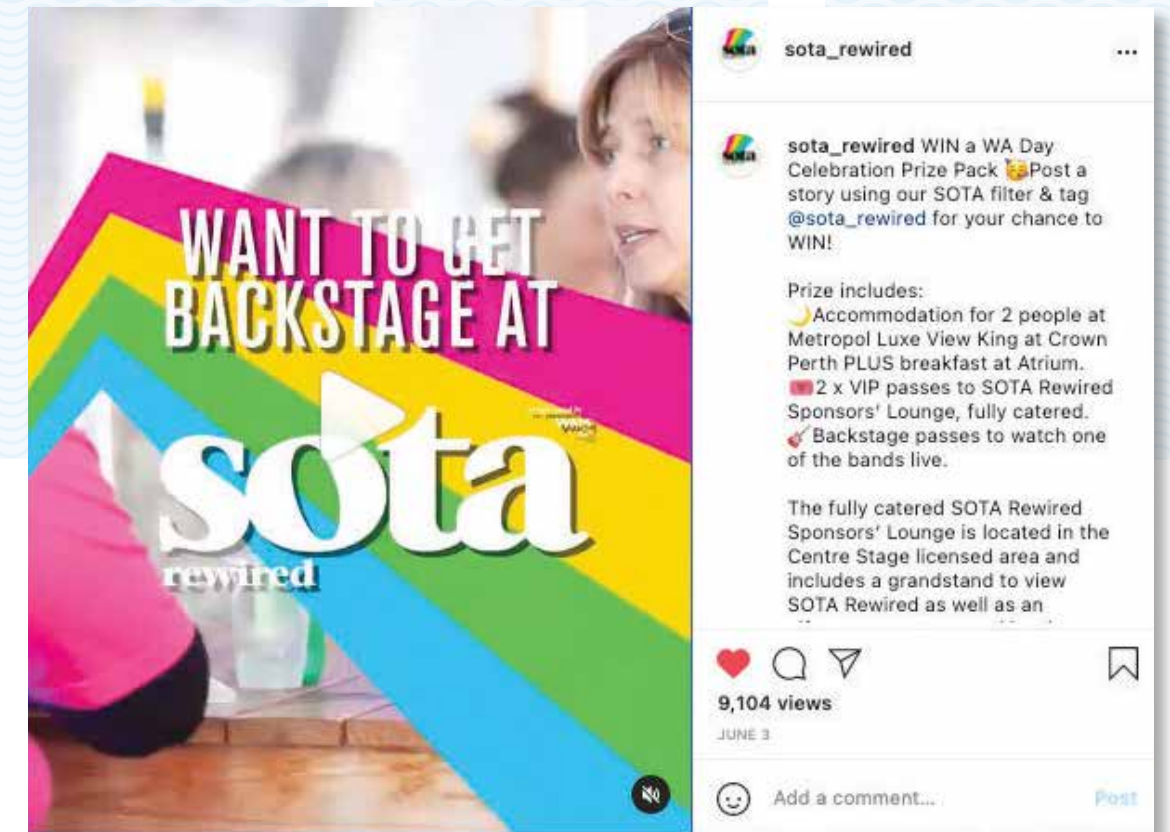 WANT TO GET
BACKSTAGE AT
sota
rewired
sota
sota_rewired
sota
sota_rewired WIN a WA Day
Celebration Prize Pack 🥳Post a
story using our SOTA filter & tag
@sota_rewired for your chance to
WIN!
Prize includes:
🌙Accommodation for 2 people at
Metropol Luxe View King at Crown
Perth PLUS breakfast at Atrium.
🎟️2 x VIP passes to SOTA Rewired
Sponsors' Lounge, fully catered.
🎸Backstage passes to watch one
of the bands live.
The fully catered SOTA Rewired
Sponsors' Lounge is located in the
Centre Stage licensed area and
includes a grandstand to view
SOTA Rewired as well as an
9,104 views
JUNE 3
Add a comment...
Post